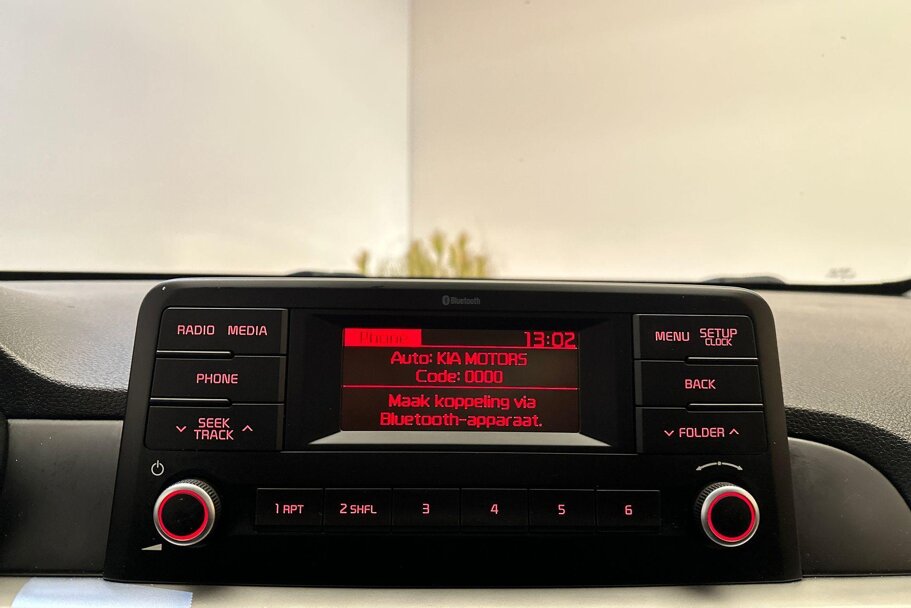 Bluetooth
RADIO MEDIA
PHONE
SEEK
TRACK
Phone 13:02
Auto: KIA MOTORS
Code: 0000
Maak koppeling via
Bluetooth-apparaat.
MENU SETUP
CLOCK
BACK
FOLDER
1 RPT 2 SHFL 3 4 5 6